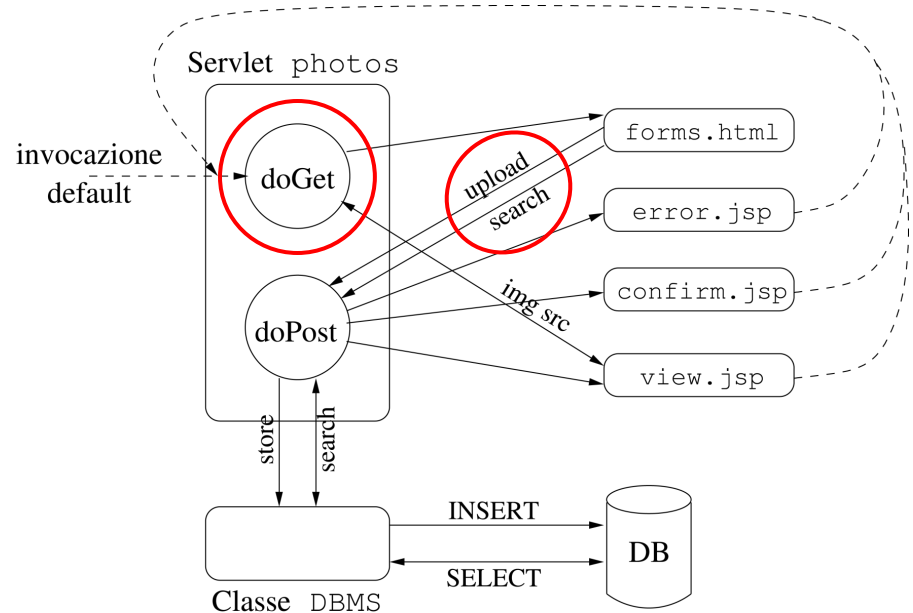 Servlet photos
invocazione
default
doGet
forms.html
upload
search
error.jsp
img src
confirm.jsp
doPost
view.jsp
store
search
INSERT
DB
SELECT
Classe DBMS